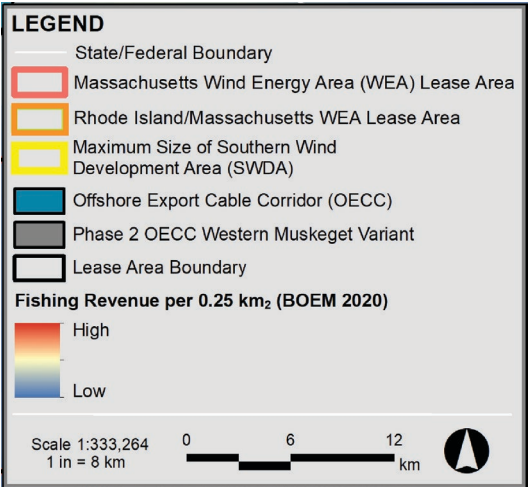 LEGEND
State/Federal Boundary
Massachusetts Wind Energy Area (WEA) Lease Area
Rhode Island/Massachusetts WEA Lease Area
Maximum Size of Southern Wind
Development Area (SWDA)
Offshore Export Cable Corridor (OECC)
Phase 2 OECC Western Muskeget Variant
Lease Area Boundary
Fishing Revenue per 0.25 km₂ (BOEM 2020)
High
Low
Scale 1:333,264
1 in = 8 km
0 6 12
km